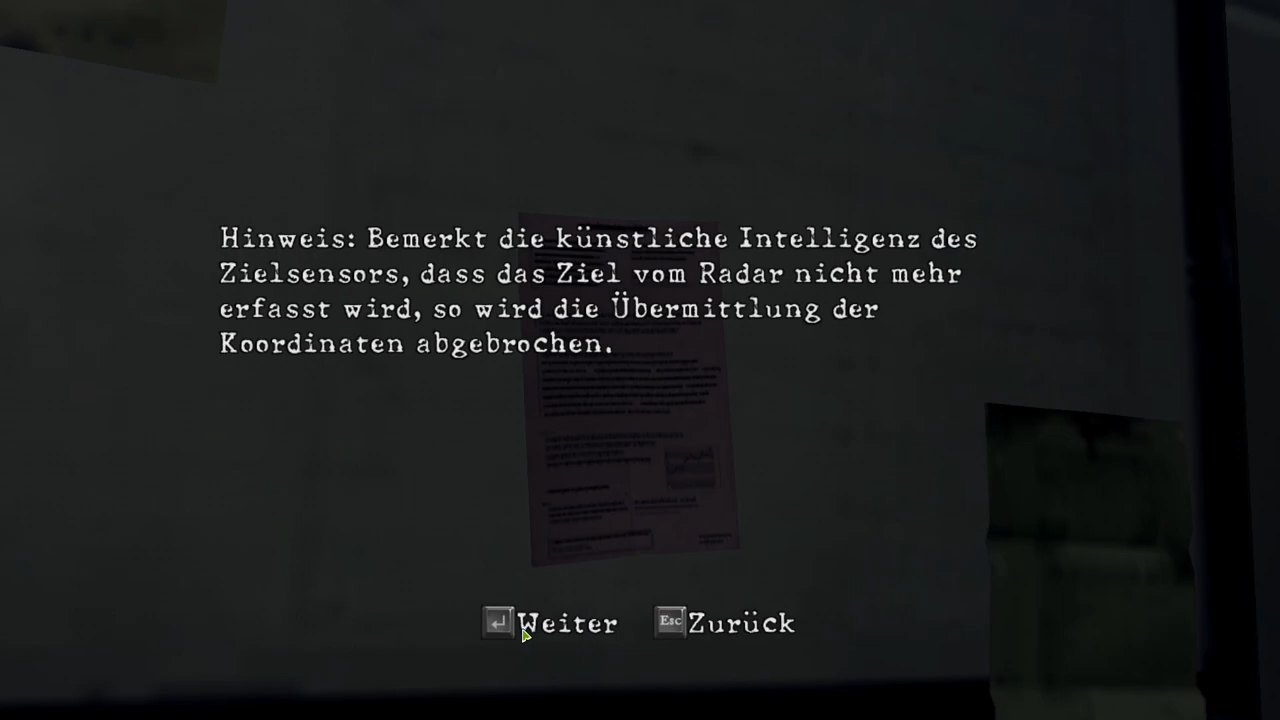 Hinweis: Bemerkt die künstliche Intelligenz des
Zielsensors, dass das Ziel vom Radar nicht mehr
erfasst wird, so wird die Übermittlung der
Koordinaten abgebrochen.
Weiter Esc Zurück